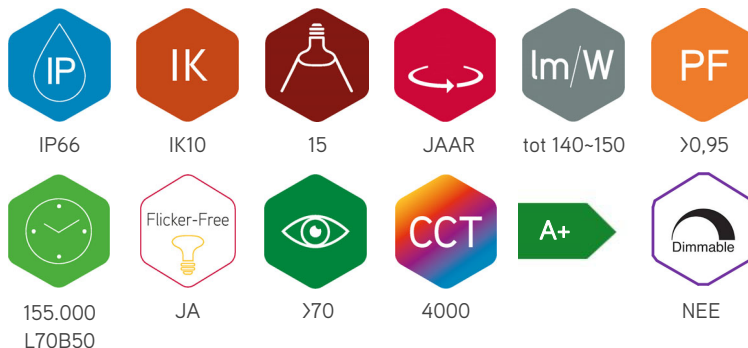 IP
IK
lm/W
PF
IP66
IK10
15
JAAR
tot 140~150
>0,95
Flicker-Free
CCT
A+
Dimmable
155.000
L70B50
JA
>70
4000
NEE